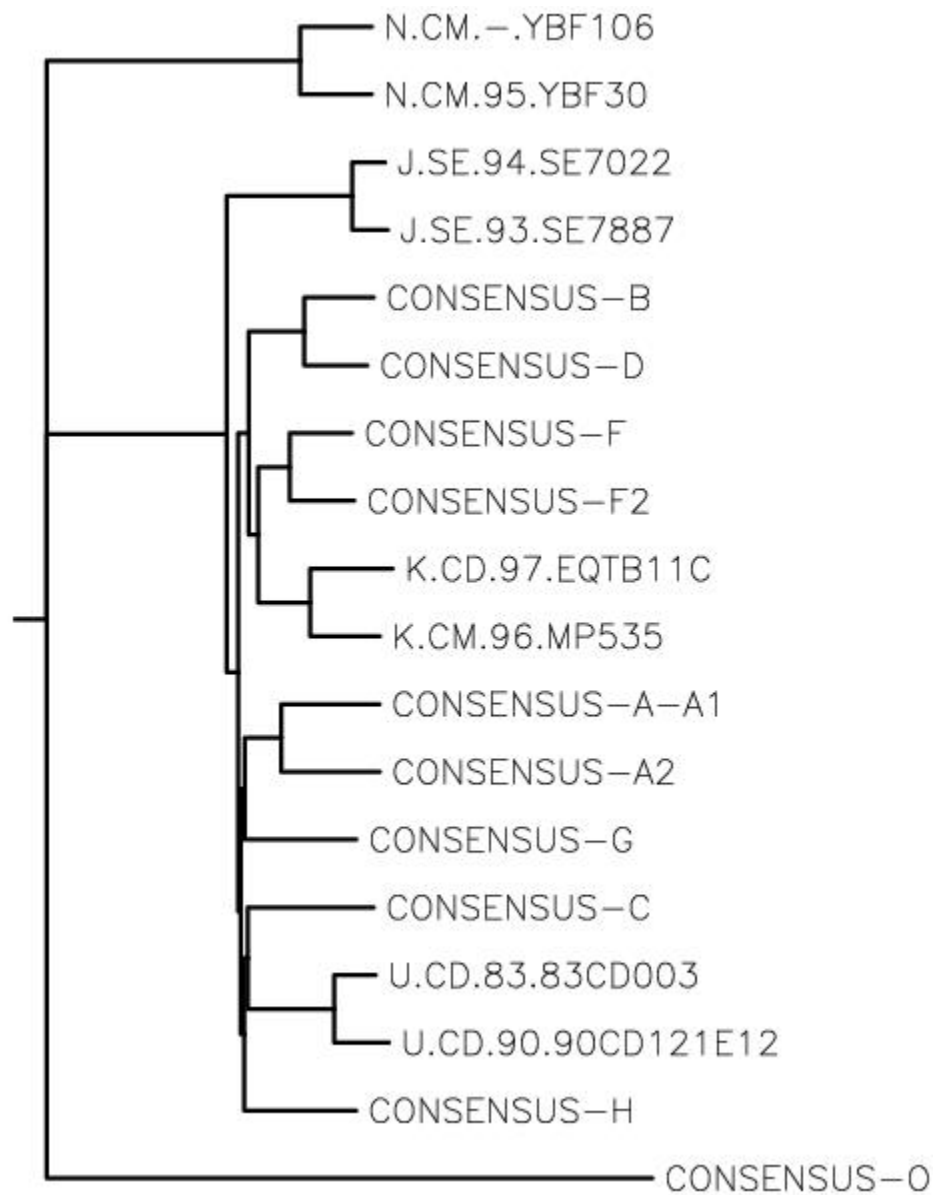 N.CM.–.YBF106
N.CM.95.YBF30
J.SE.94.SE7022
J.SE.93.SE7887
CONSENSUS–B
CONSENSUS–D
CONSENSUS–F
CONSENSUS–F2
K.CD.97.EQTB11C
K.CM.96.MP535
CONSENSUS–A–A1
CONSENSUS–A2
CONSENSUS–G
CONSENSUS–C
U.CD.83.83CD003
U.CD.90.90CD121E12
CONSENSUS–H
CONSENSUS–O